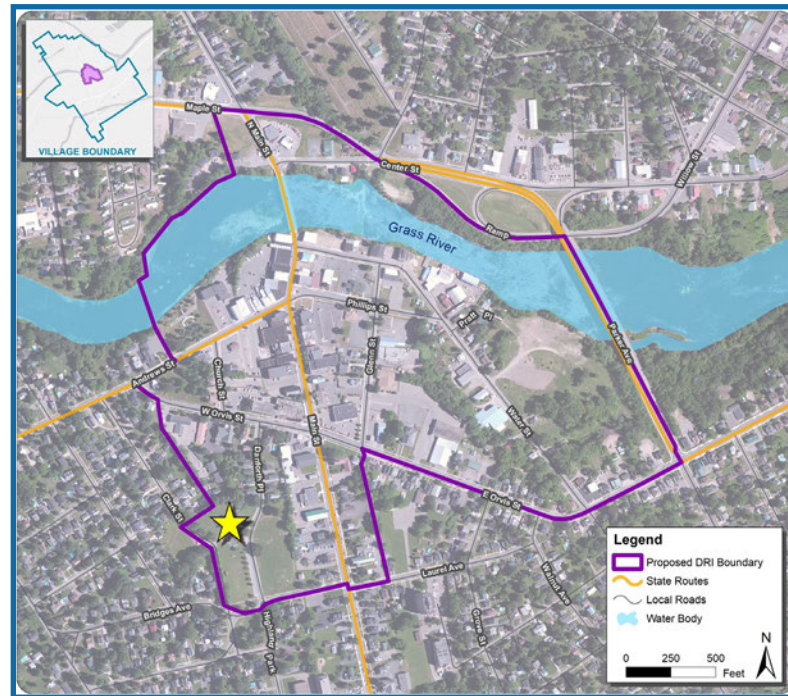 VILLAGE BOUNDARY
Maple St
N Main St
Center St
Willow St
Ramp
Grass River
Phillips St
Pratt Pl
Parker Ave
Andrews St
Church St
Glenn St
W Orvis St
Main St
Water St
Danforth Pl
Clark St
E Orvis St
Laurel Ave
Walnut Ave
Grove St
Bridges Ave
Highland
Park
Legend
Proposed DRI Boundary
State Routes
Local Roads
Water Body
N
0 250 500
Feet